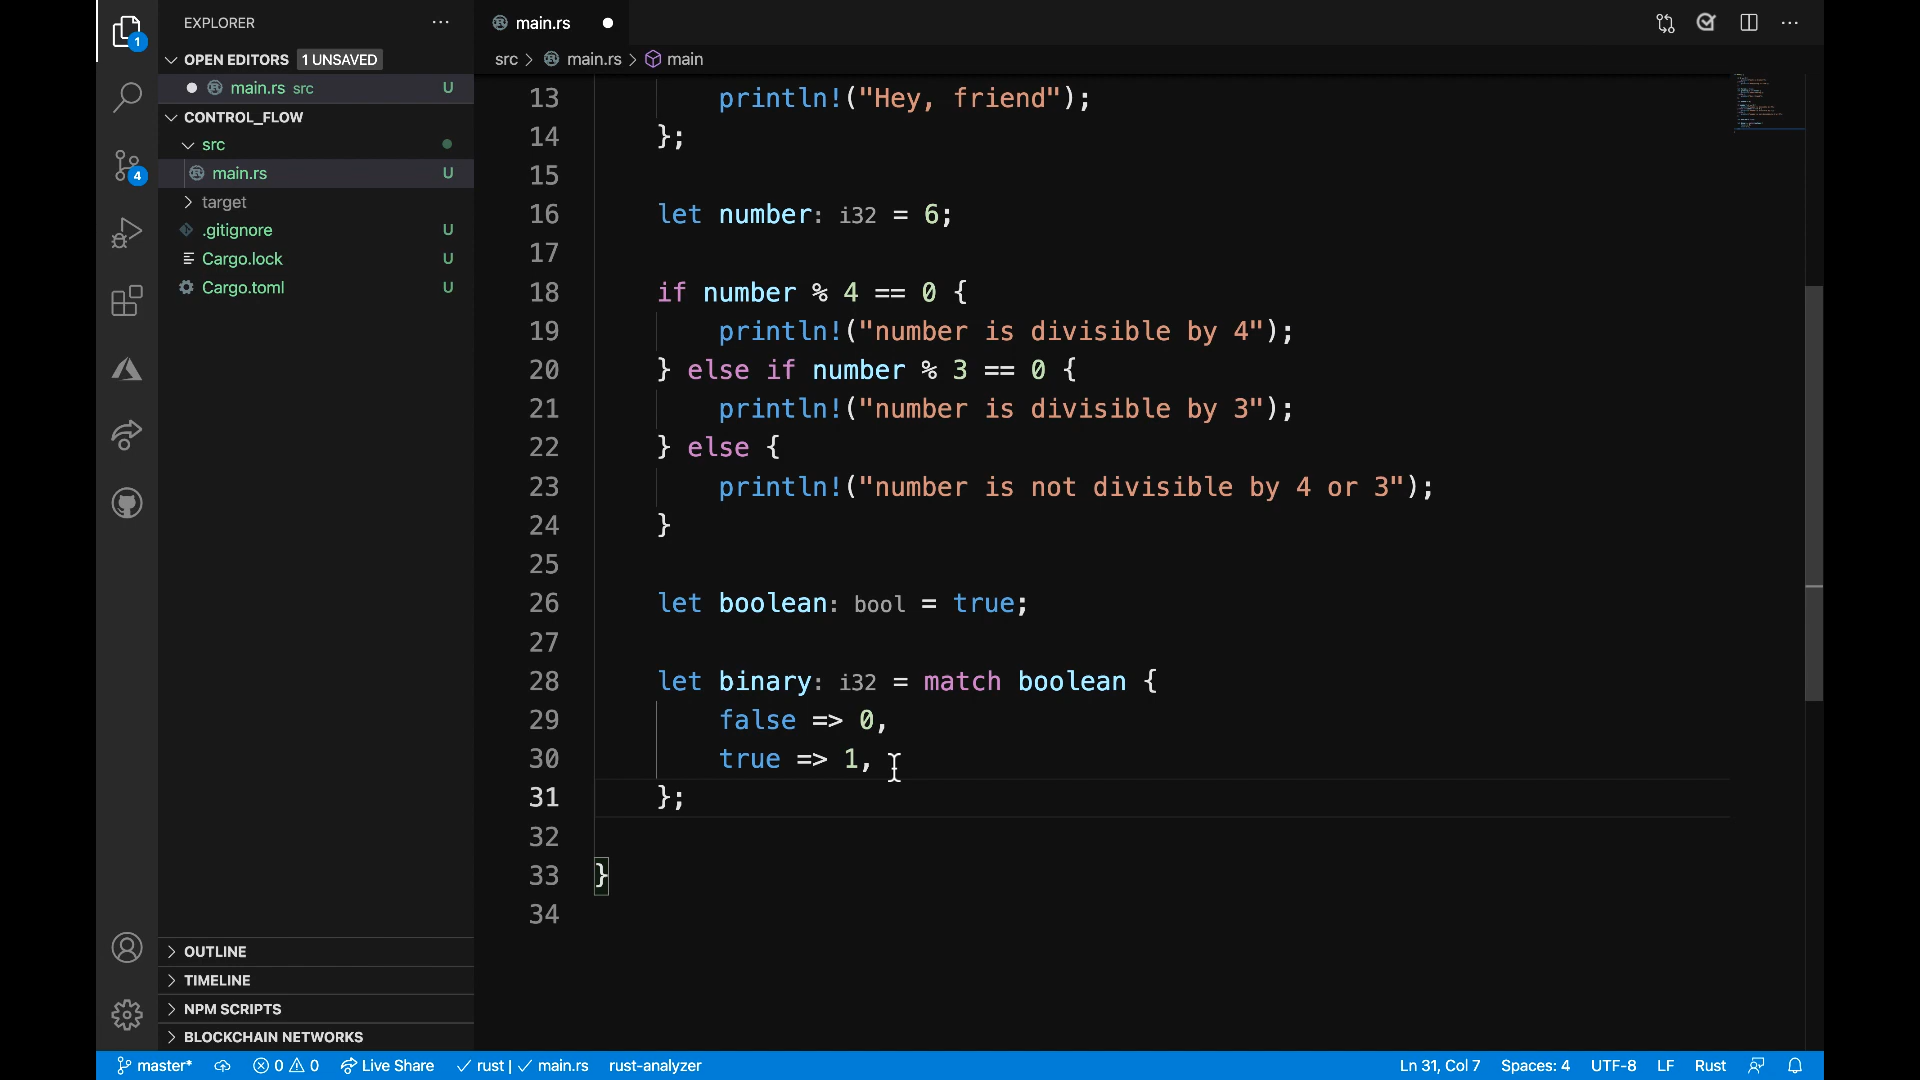 EXPLORER
OPEN EDITORS 1 UNSAVED
main.rs src U
CONTROL_FLOW
src
main.rs U
target
.gitignore U
Cargo.lock U
Cargo.toml U
OUTLINE
TIMELINE
NPM SCRIPTS
BLOCKCHAIN NETWORKS
1
4
main.rs
src > main.rs > main
13 println!("Hey, friend");
14 };
15
16 let number: i32 = 6;
17
18 if number % 4 == 0 {
19 println!("number is divisible by 4");
20 } else if number % 3 == 0 {
21 println!("number is divisible by 3");
22 } else {
23 println!("number is not divisible by 4 or 3");
24 }
25
26 let boolean: bool = true;
27
28 let binary: i32 = match boolean {
29 false => 0,
30 true => 1,
31 };
32
33 }
34
master* 0 0 Live Share rust | main.rs rust-analyzer Ln 31, Col 7 Spaces: 4 UTF-8 LF Rust